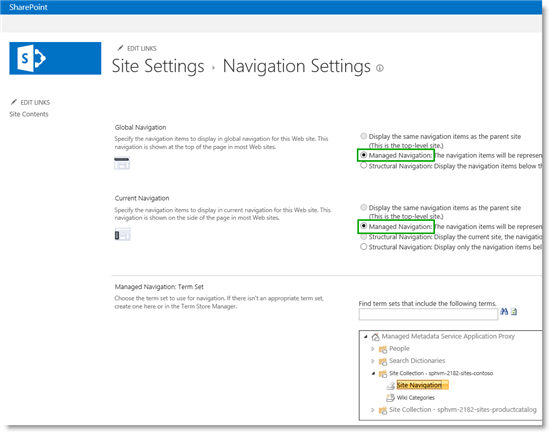 SharePoint
EDIT LINKS
Site Settings › Navigation Settings
EDIT LINKS
Site Contents
Global Navigation
Specify the navigation items to display in global navigation for this Web site. This
navigation is shown at the top of the page in most Web sites.
Display the same navigation items as the parent site
(This is the top-level site.)
Managed Navigation: The navigation items will be represen
Structural Navigation: Display the navigation items below th
Current Navigation
Specify the navigation items to display in current navigation for this Web site. This
navigation is shown on the side of the page in most Web sites.
Display the same navigation items as the parent site
(This is the top-level site.)
Managed Navigation: The navigation items will be represen
Structural Navigation: Display the current site, the navigation
Structural Navigation: Display only the navigation items bel
Managed Navigation: Term Set
Choose the term set to use for navigation. If there isn't an appropriate term set,
create one here or in the Term Store Manager.
Find term sets that include the following terms.
Managed Metadata Service Application Proxy
People
Search Dictionaries
Site Collection - sphvm-2182-sites-contoso
Site Navigation
Wiki Categories
Site Collection - sphvm-2182-sites-productcatalog